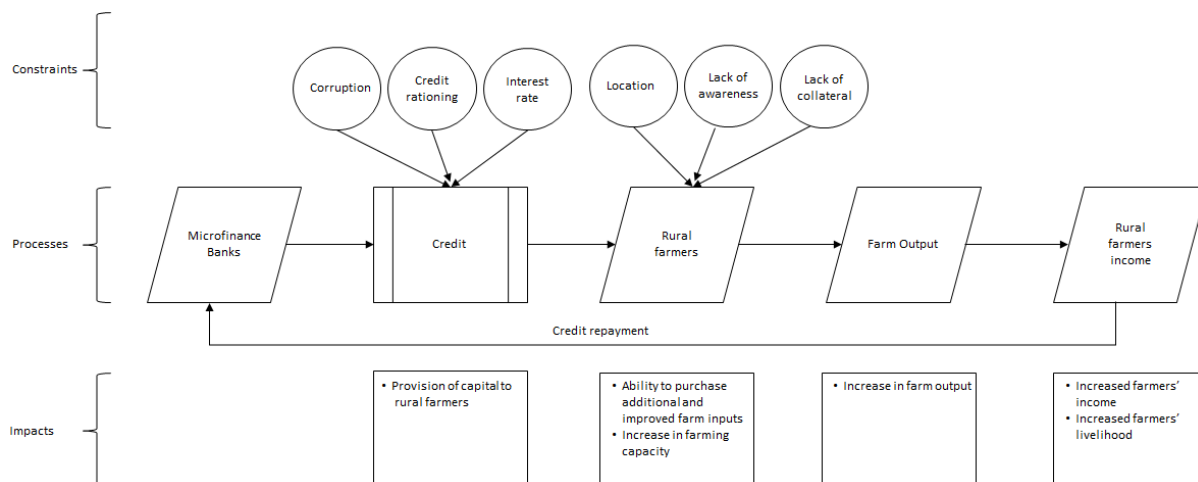 Constraints
Corruption
Credit
rationing
Interest
rate
Location
Lack of
awareness
Lack of
collateral
Processes
Microfinance
Banks
Credit
Rural
farmers
Farm Output
Rural
farmers
income
Credit repayment
Impacts
• Provision of capital to
rural farmers
• Ability to purchase
additional and
improved farm inputs
• Increase in farming
capacity
• Increase in farm output
• Increased farmers'
income
• Increased farmers'
livelihood